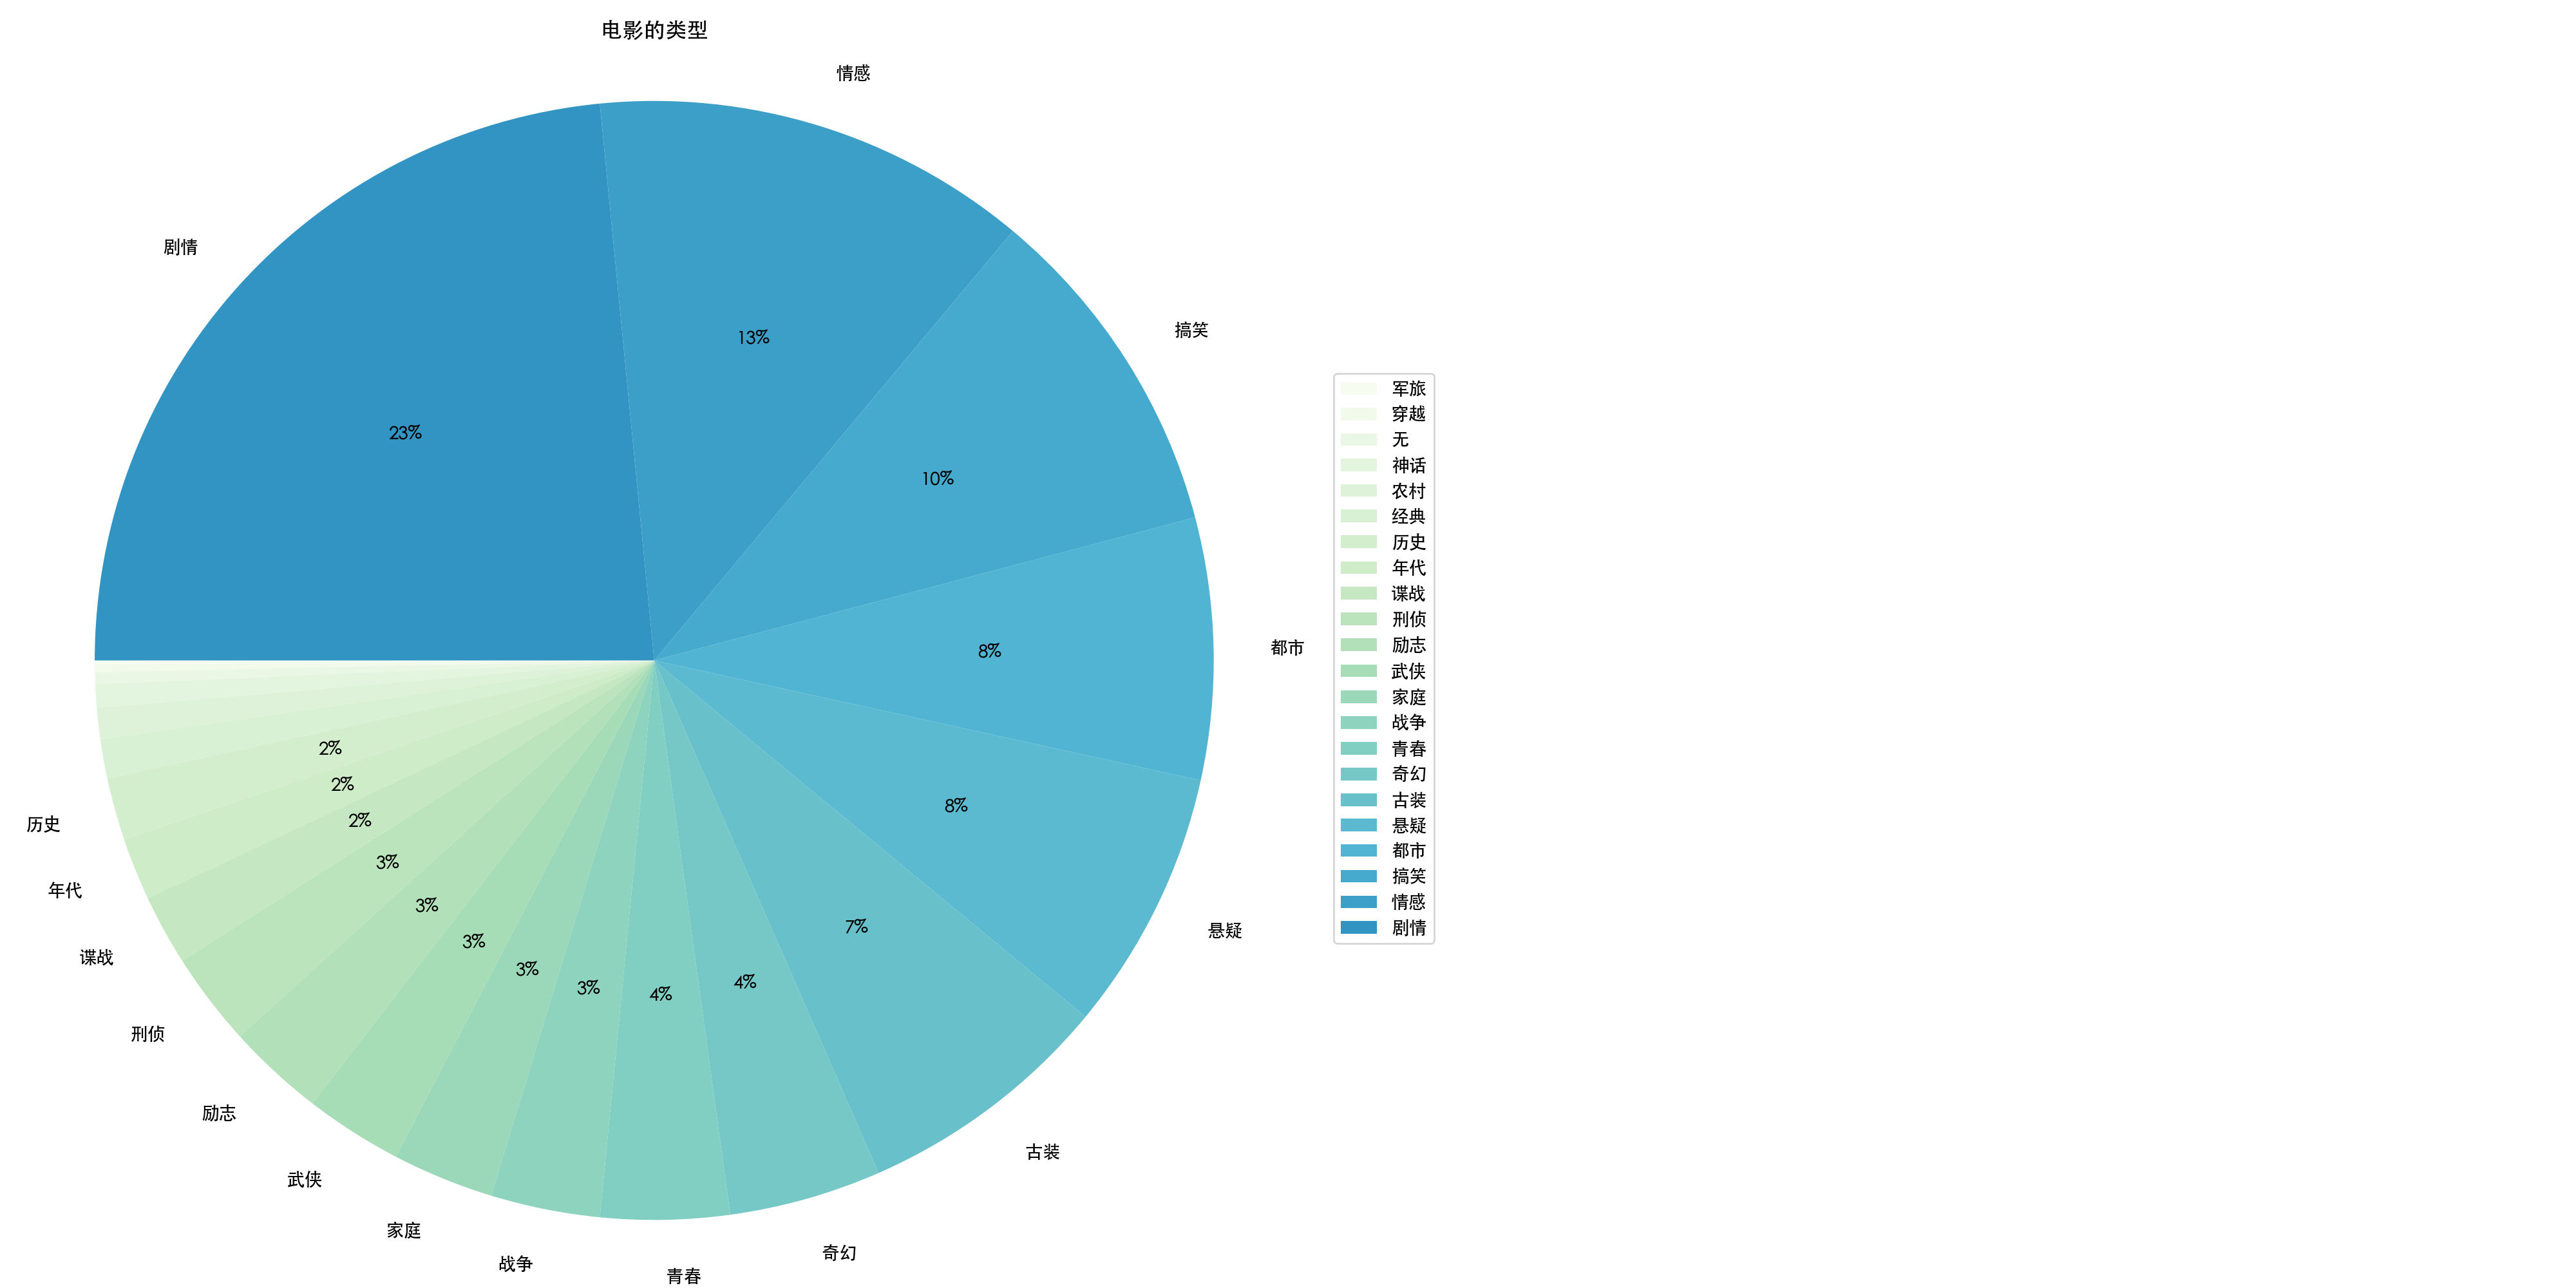 电影的类型
情感
剧情
搞笑
都市
悬疑
古装
奇幻
青春
战争
家庭
武侠
励志
刑侦
谍战
年代
历史
13%
23%
10%
8%
8%
7%
4%
4%
3%
3%
3%
3%
3%
2%
2%
2%
军旅
穿越
无
神话
农村
经典
历史
年代
谍战
刑侦
励志
武侠
家庭
战争
青春
奇幻
古装
悬疑
都市
搞笑
情感
剧情